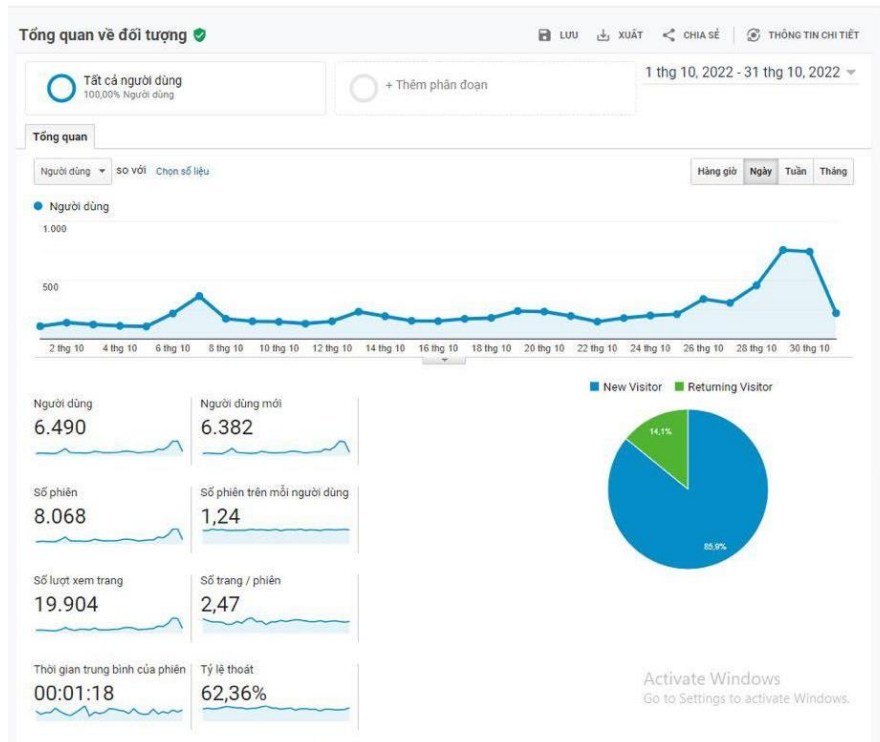 Tổng quan về đối tượng
LƯU XUẤT CHIA SẺ THÔNG TIN CHI TIẾT
Tất cả người dùng
100,00% Người dùng
+ Thêm phân đoạn
1 thg 10, 2022 - 31 thg 10, 2022
Tổng quan
Người dùng so với Chọn số liệu
Hàng giờ Ngày Tuần Tháng
Người dùng
1.000
500
2 thg 10 4 thg 10 6 thg 10 8 thg 10 10 thg 10 12 thg 10 14 thg 10 16 thg 10 18 thg 10 20 thg 10 22 thg 10 24 thg 10 26 thg 10 28 thg 10 30 thg 10
New Visitor Returning Visitor
Người dùng
6.490
Người dùng mới
6.382
Số phiên
8.068
Số phiên trên mỗi người dùng
1,24
Số lượt xem trang
19.904
Số trang / phiên
2,47
Thời gian trung bình của phiên
00:01:18
Tỷ lệ thoát
62,36%
14,1%
85,9%
Activate Windows
Go to Settings to activate Windows.